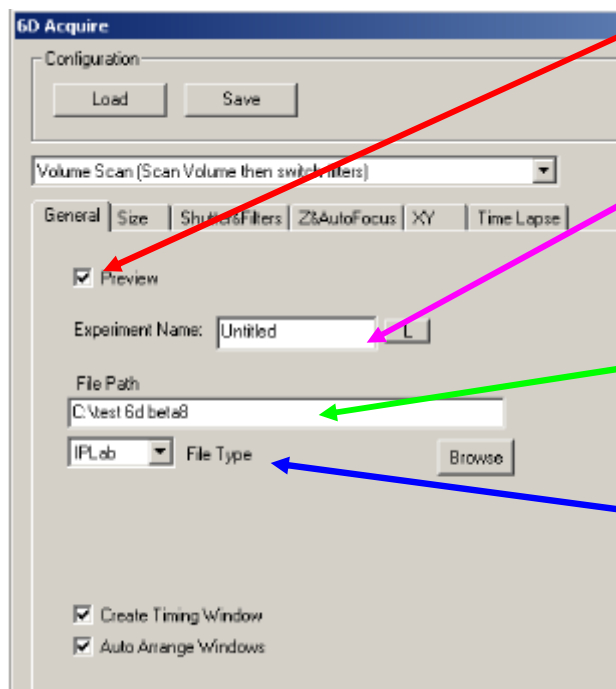 6D Acquire
Configuration
Load Save
Volume Scan (Scan Volume then switch filters)
General Size Shutter&Filters Z&AutoFocus XY Time Lapse
Preview
Experiment Name: Untitled L
File Path
C:\test 6d beta8
IPLab File Type Browse
Create Timing Window
Auto Arrange Windows